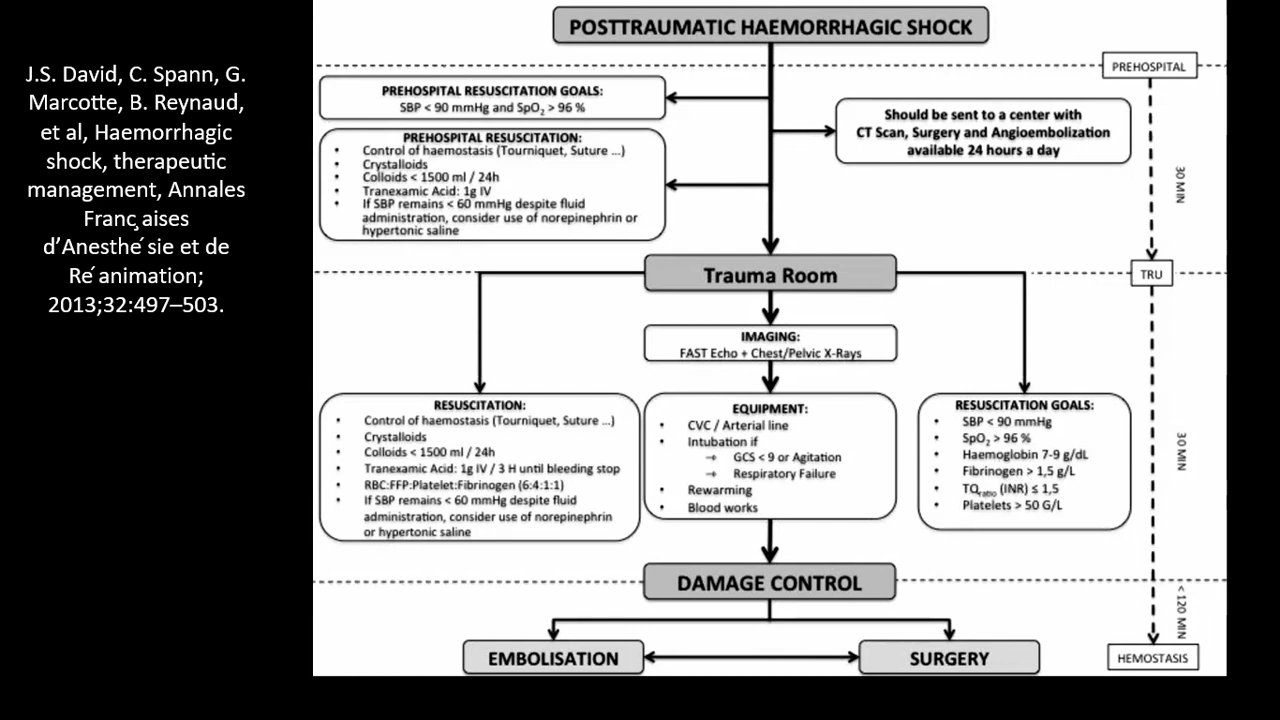 J.S. David, C. Spann, G.
Marcotte, B. Reynaud,
et al, Haemorrhagic
shock, therapeutic
management, Annales
Franc¸aises
d’Anesthe´sie et de
Re´animation;
2013;32:497–503.
POSTTRAUMATIC HAEMORRHAGIC SHOCK
PREHOSPITAL
PREHOSPITAL RESUSCITATION GOALS:
SBP < 90 mmHg and SpO₂ > 96 %
Should be sent to a center with
CT Scan, Surgery and Angioembolization
available 24 hours a day
PREHOSPITAL RESUSCITATION:
• Control of haemostasis (Tourniquet, Suture ...)
• Crystalloids
• Colloids < 1500 ml / 24h
• Tranexamic Acid: 1g IV
• If SBP remains < 60 mmHg despite fluid
administration, consider use of norepinephrin or
hypertonic saline
30 MIN
Trauma Room
TRU
IMAGING:
FAST Echo + Chest/Pelvic X-Rays
RESUSCITATION:
• Control of haemostasis (Tourniquet, Suture ...)
• Crystalloids
• Colloids < 1500 ml / 24h
• Tranexamic Acid: 1g IV / 3 H until bleeding stop
• RBC:FFP:Platelet:Fibrinogen (6:4:1:1)
• If SBP remains < 60 mmHg despite fluid
administration, consider use of norepinephrin
or hypertonic saline
EQUIPMENT:
• CVC / Arterial line
• Intubation if
→ GCS < 9 or Agitation
→ Respiratory Failure
• Rewarming
• Blood works
RESUSCITATION GOALS:
• SBP < 90 mmHg
• SpO₂ > 96 %
• Haemoglobin 7-9 g/dL
• Fibrinogen > 1,5 g/L
• TQratio (INR) ≤ 1,5
• Platelets > 50 G/L
30 MIN
DAMAGE CONTROL
<120 MIN
EMBOLISATION
SURGERY
HEMOSTASIS